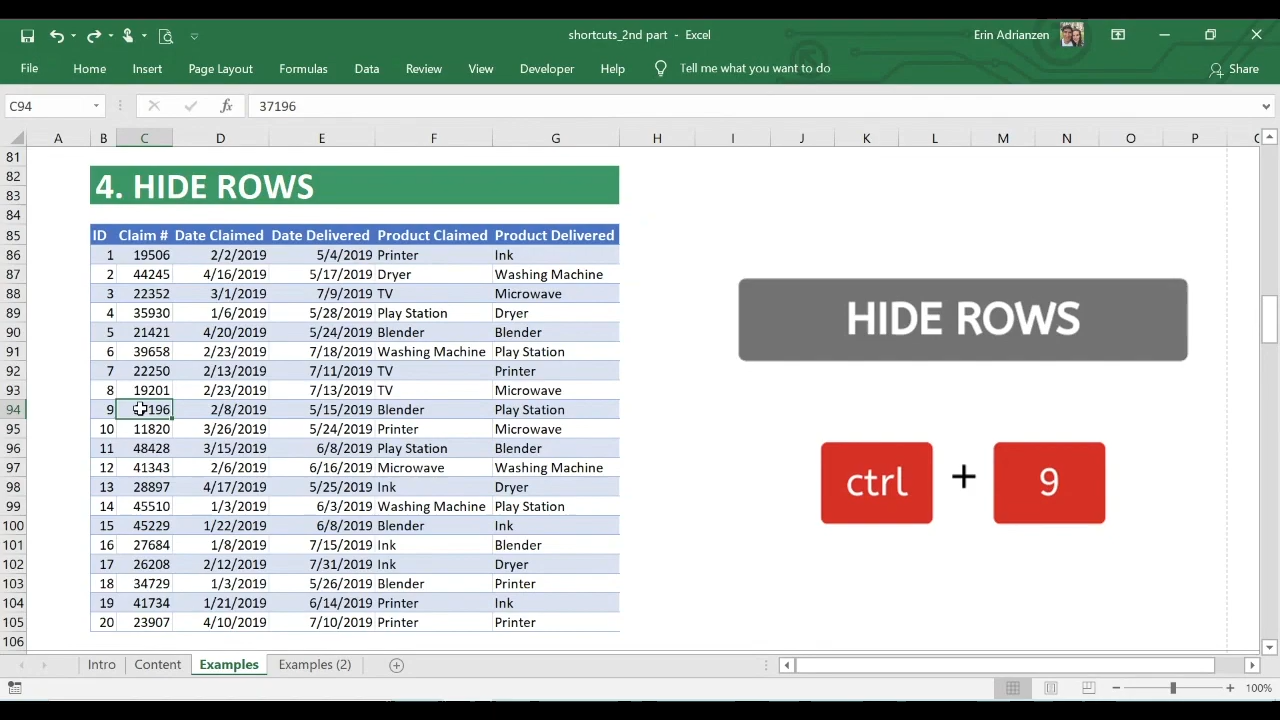 shortcuts_2nd part - Excel
Erin Adrianzen
File Home Insert Page Layout Formulas Data Review View Developer Help Tell me what you want to do Share
C94 fx 37196
A B C D E F G H I J K L M N O P
81
82
83
4. HIDE ROWS
84
85 ID Claim # Date Claimed Date Delivered Product Claimed Product Delivered
86 1 19506 2/2/2019 5/4/2019 Printer Ink
87 2 44245 4/16/2019 5/17/2019 Dryer Washing Machine
88 3 22352 3/1/2019 7/9/2019 TV Microwave
89 4 35930 1/6/2019 5/28/2019 Play Station Dryer
90 5 21421 4/20/2019 5/24/2019 Blender Blender
91 6 39658 2/23/2019 7/18/2019 Washing Machine Play Station
92 7 22250 2/13/2019 7/11/2019 TV Printer
93 8 19201 2/23/2019 7/13/2019 TV Microwave
94 9 196 2/8/2019 5/15/2019 Blender Play Station
95 10 11820 3/26/2019 5/24/2019 Printer Microwave
96 11 48428 3/15/2019 6/8/2019 Play Station Blender
97 12 41343 2/6/2019 6/16/2019 Microwave Washing Machine
98 13 28897 4/17/2019 5/25/2019 Ink Dryer
99 14 45510 1/3/2019 6/3/2019 Washing Machine Play Station
100 15 45229 1/22/2019 6/8/2019 Blender Ink
101 16 27684 1/8/2019 7/15/2019 Ink Blender
102 17 26208 2/12/2019 7/31/2019 Ink Dryer
103 18 34729 1/3/2019 5/26/2019 Blender Printer
104 19 41734 1/21/2019 6/14/2019 Printer Ink
105 20 23907 4/10/2019 7/10/2019 Printer Printer
106
HIDE ROWS
ctrl + 9
Intro Content Examples Examples (2)
100%